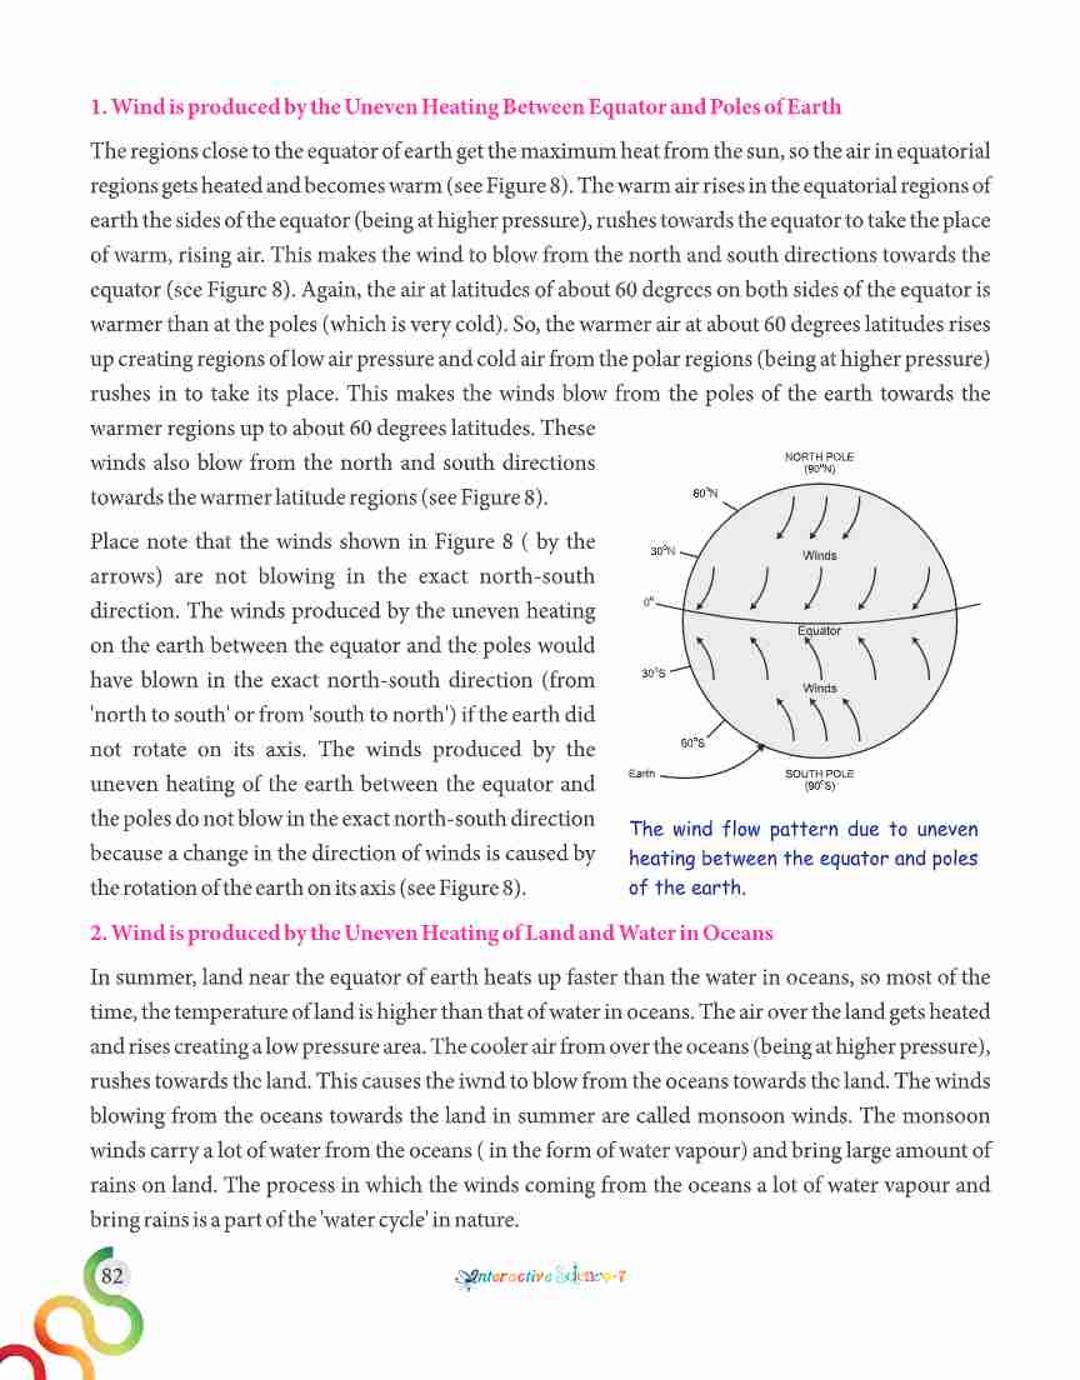 1. Wind is produced by the Uneven Heating Between Equator and Poles of Earth
The regions close to the equator of earth get the maximum heat from the sun, so the air in equatorial
regions gets heated and becomes warm (see Figure 8). The warm air rises in the equatorial regions of
earth the sides of the equator (being at higher pressure), rushes towards the equator to take the place
of warm, rising air. This makes the wind to blow from the north and south directions towards the
equator (see Figure 8). Again, the air at latitudes of about 60 degrees on both sides of the equator is
warmer than at the poles (which is very cold). So, the warmer air at about 60 degrees latitudes rises
up creating regions of low air pressure and cold air from the polar regions (being at higher pressure)
rushes in to take its place. This makes the winds blow from the poles of the earth towards the
warmer regions up to about 60 degrees latitudes. These
winds also blow from the north and south directions
towards the warmer latitude regions (see Figure 8).
Place note that the winds shown in Figure 8 ( by the
arrows) are not blowing in the exact north-south
direction. The winds produced by the uneven heating
on the earth between the equator and the poles would
have blown in the exact north-south direction (from
'north to south' or from 'south to north') if the earth did
not rotate on its axis. The winds produced by the
uneven heating of the earth between the equator and
the poles do not blow in the exact north-south direction
because a change in the direction of winds is caused by
the rotation of the earth on its axis (see Figure 8).
NORTH POLE
(90°N)
60°N
30°N
Winds
0°
Equator
30°S
Winds
60°S
Earth
SOUTH POLE
(90°S)
The wind flow pattern due to uneven
heating between the equator and poles
of the earth.
2. Wind is produced by the Uneven Heating of Land and Water in Oceans
In summer, land near the equator of earth heats up faster than the water in oceans, so most of the
time, the temperature of land is higher than that of water in oceans. The air over the land gets heated
and rises creating a low pressure area. The cooler air from over the oceans (being at higher pressure),
rushes towards the land. This causes the iwnd to blow from the oceans towards the land. The winds
blowing from the oceans towards the land in summer are called monsoon winds. The monsoon
winds carry a lot of water from the oceans ( in the form of water vapour) and bring large amount of
rains on land. The process in which the winds coming from the oceans a lot of water vapour and
bring rains is a part of the 'water cycle' in nature.
82
Interactive Science-7